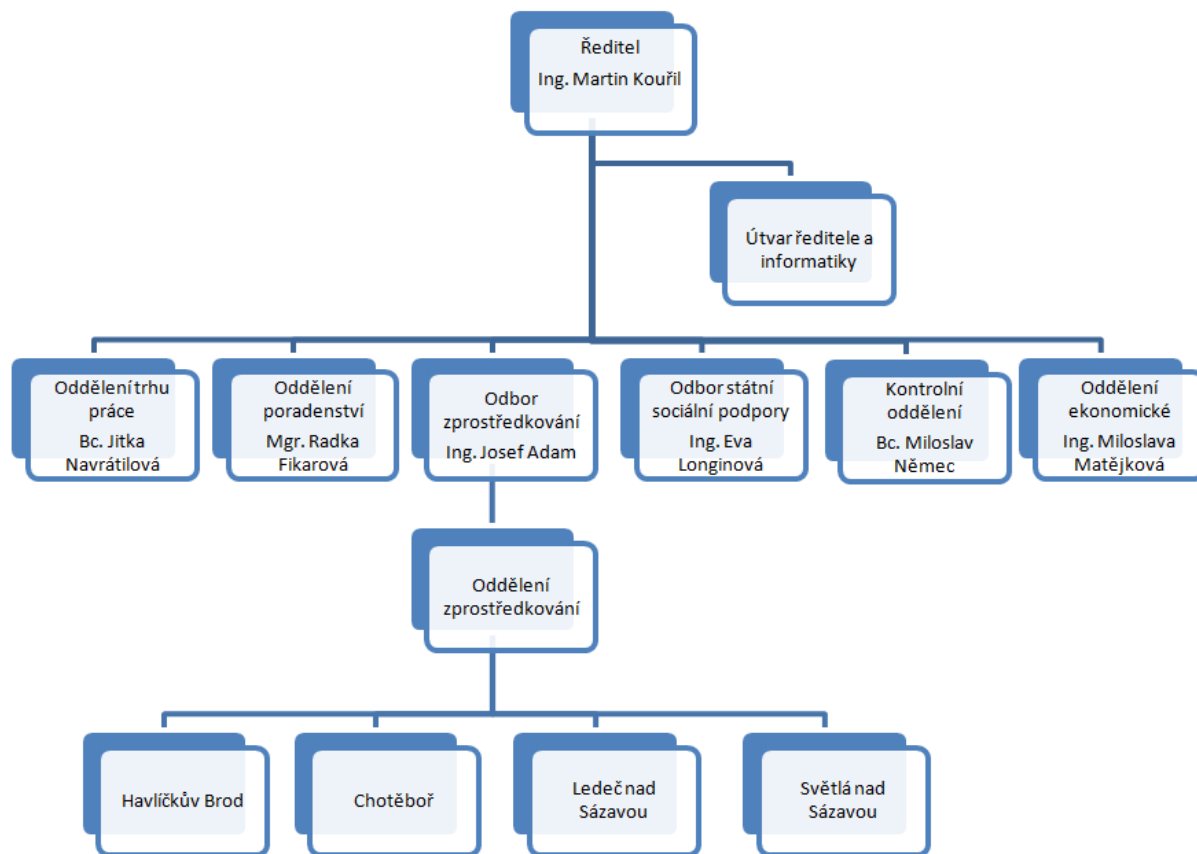 Ředitel
Ing. Martin Kouřil
Útvar ředitele a
informatiky
Oddělení trhu
práce
Bc. Jitka
Navrátilová
Oddělení
poradenství
Mgr. Radka
Fikarová
Odbor
zprostředkování
Ing. Josef Adam
Odbor státní
sociální podpory
Ing. Eva
Longinová
Kontrolní
oddělení
Bc. Miloslav
Němec
Oddělení
ekonomické
Ing. Miloslava
Matějková
Oddělení
zprostředkování
Havlíčkův Brod
Chotěboř
Ledeč nad
Sázavou
Světlá nad
Sázavou